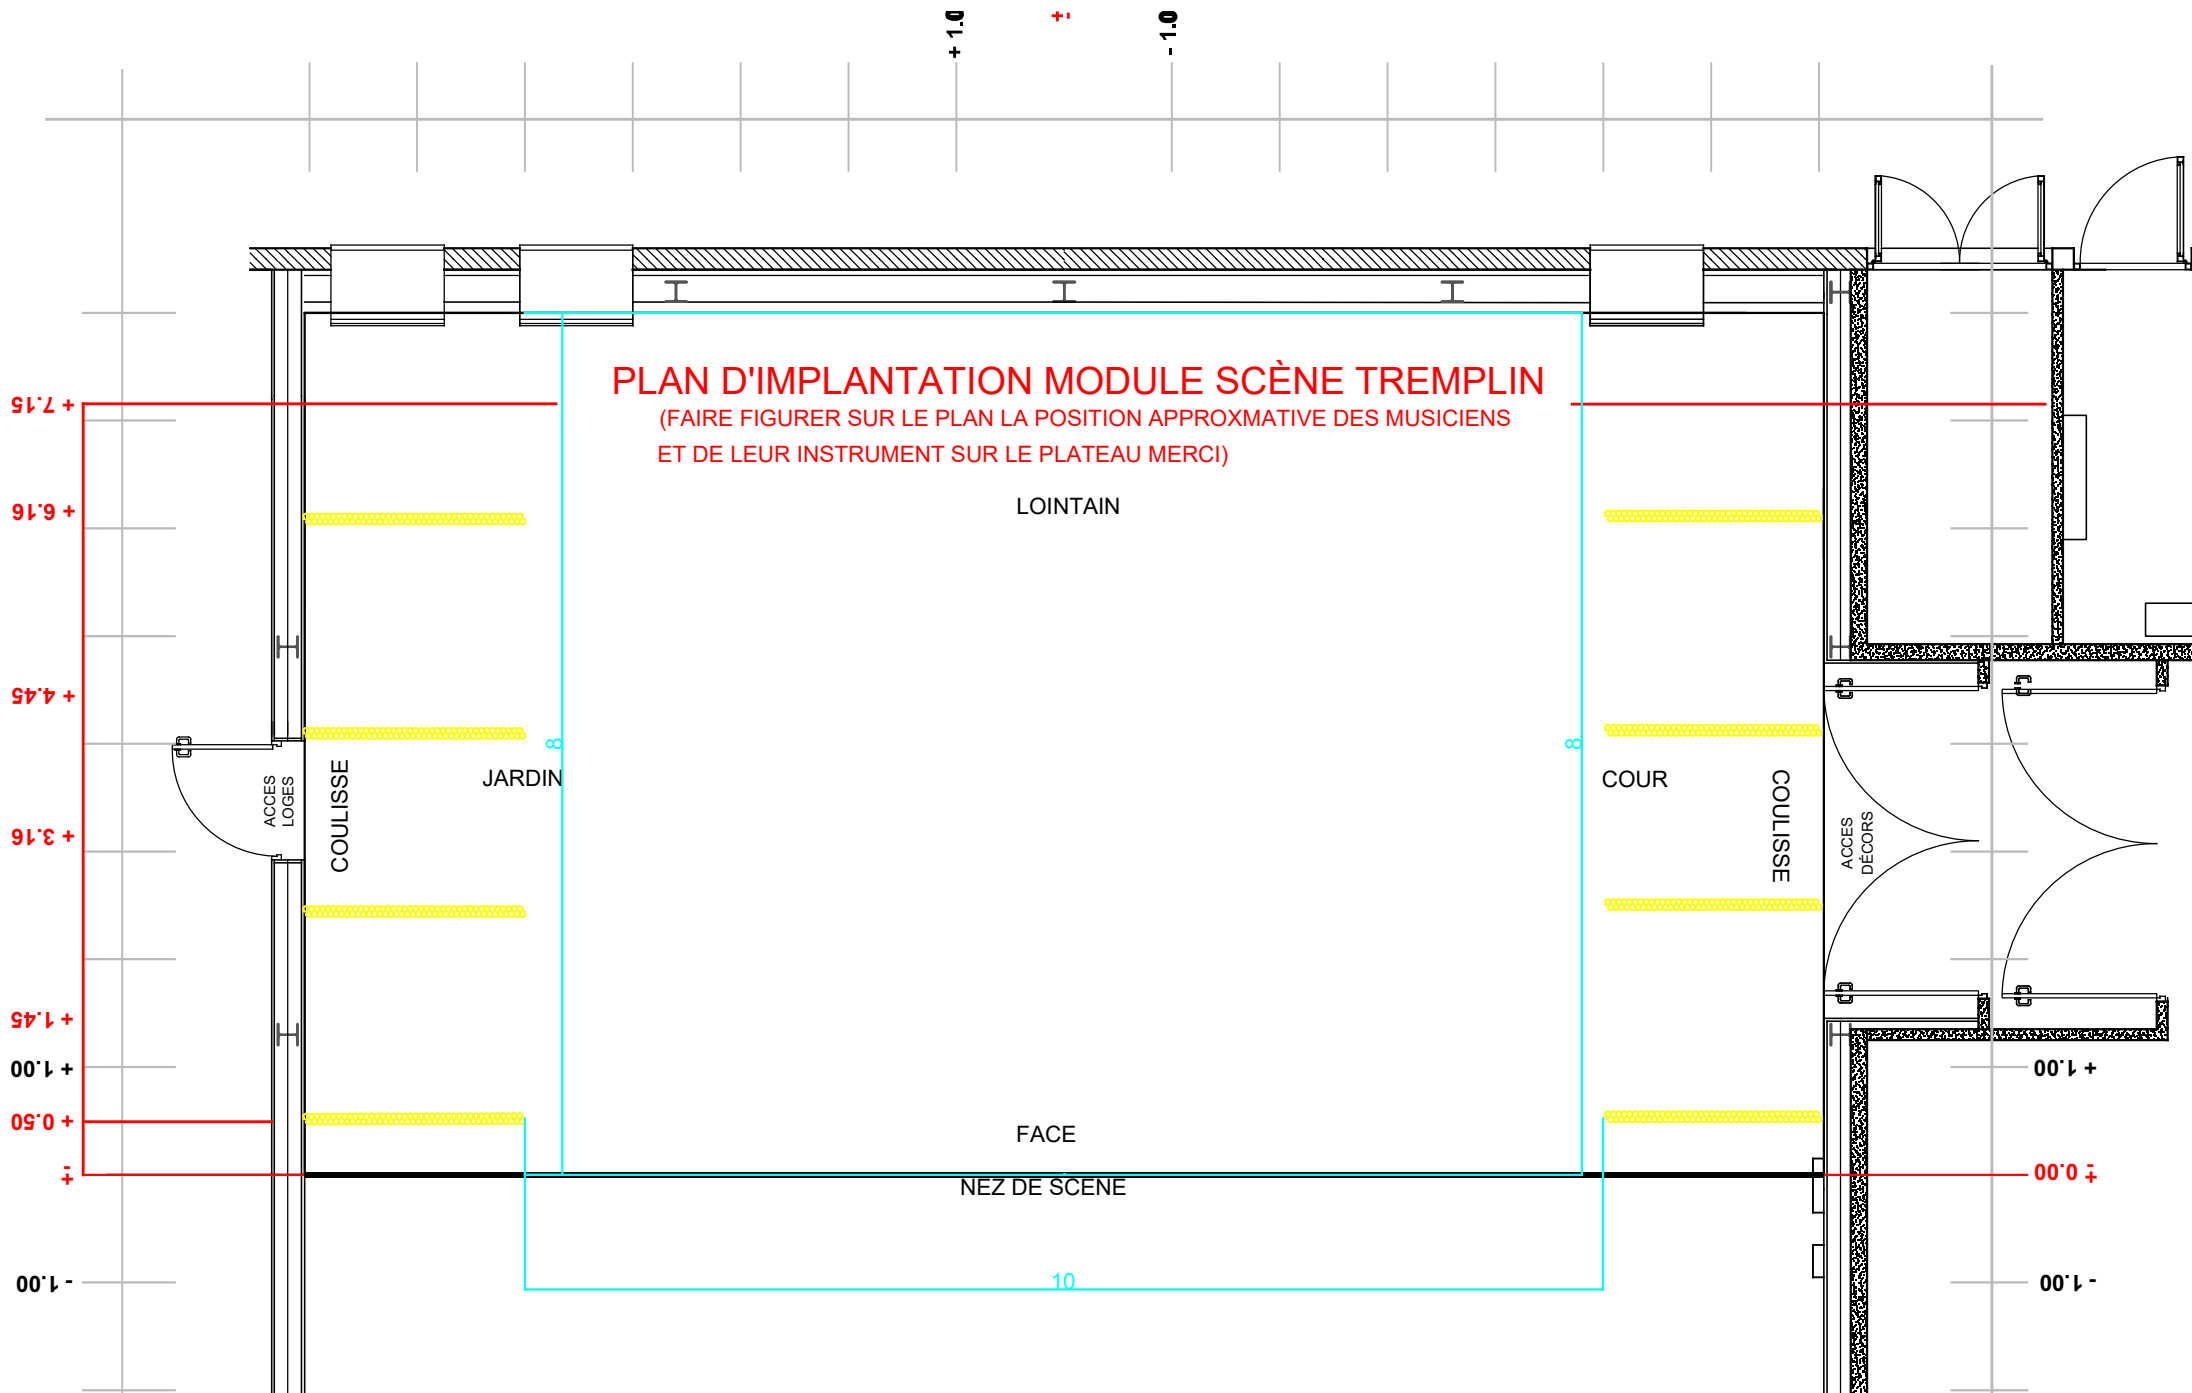 + 1.0
- 1.0
PLAN D'IMPLANTATION MODULE SCÈNE TREMPLIN
(FAIRE FIGURER SUR LE PLAN LA POSITION APPROXMATIVE DES MUSICIENS
ET DE LEUR INSTRUMENT SUR LE PLATEAU MERCI)
LOINTAIN
+ 7.15
+ 6.16
+ 4.45
+ 3.16
+ 1.45
+ 1.00
+ 0.50
±
- 1.00
ACCES
LOGES
COULISSE
JARDIN
8
8
COUR
COULISSE
ACCES
DÉCORS
+ 1.00
± 0.00
- 1.00
FACE
NEZ DE SCENE
10